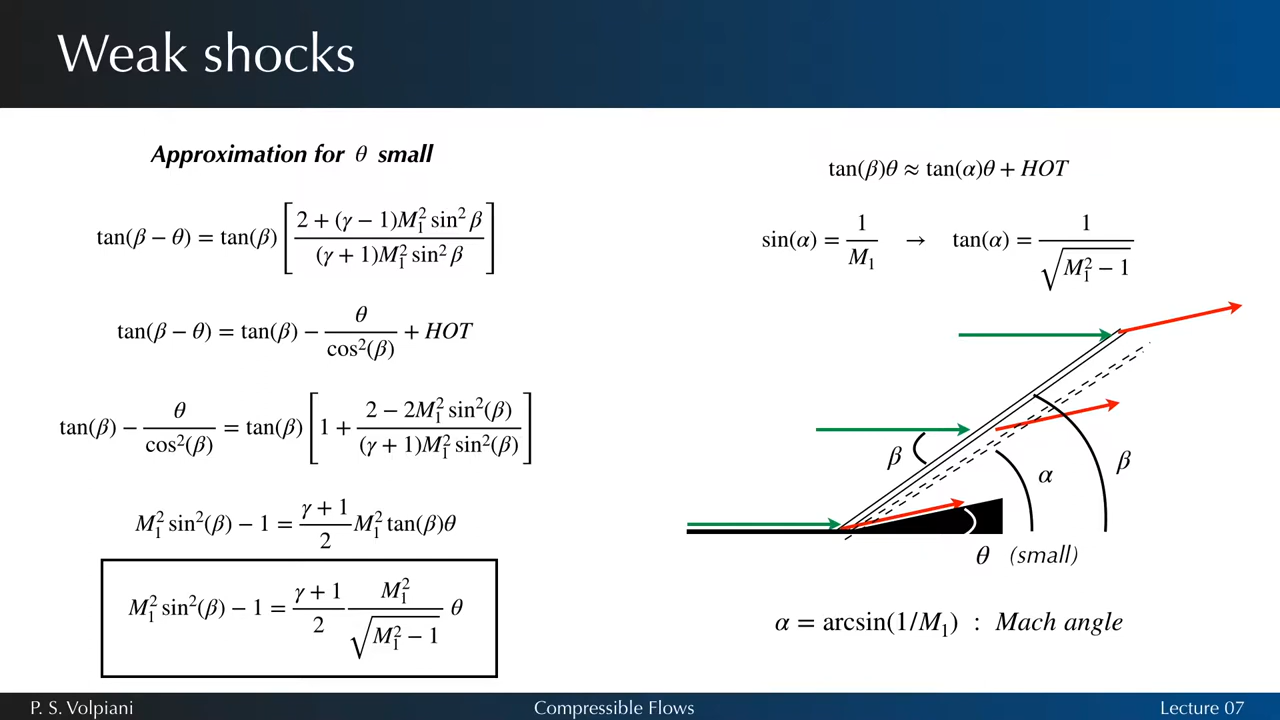 Weak shocks
Approximation for θ small
tan(β − θ) = tan(β) [ (2 + (γ − 1)M₁² sin² β) / ((γ + 1)M₁² sin² β) ]
tan(β − θ) = tan(β) − θ / cos²(β) + HOT
tan(β) − θ / cos²(β) = tan(β) [ 1 + (2 − 2M₁² sin²(β)) / ((γ + 1)M₁² sin²(β)) ]
M₁² sin²(β) − 1 = (γ + 1) / 2 M₁² tan(β)θ
M₁² sin²(β) − 1 = (γ + 1) / 2 M₁² / √(M₁² − 1) θ
tan(β)θ ≈ tan(α)θ + HOT
sin(α) = 1 / M₁ → tan(α) = 1 / √(M₁² − 1)
β
α
β
θ (small)
α = arcsin(1/M₁) : Mach angle
P. S. Volpiani
Compressible Flows
Lecture 07